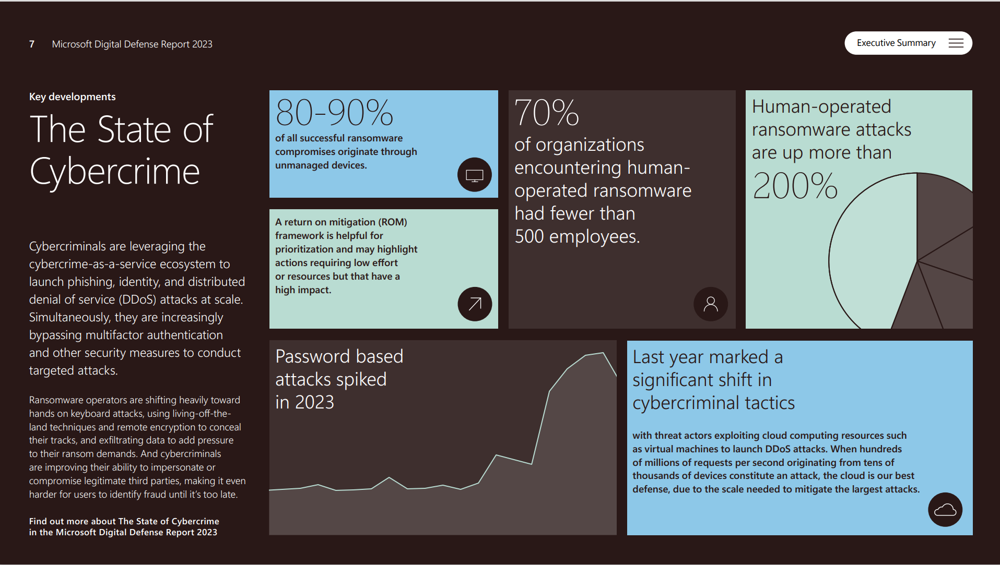 7 Microsoft Digital Defense Report 2023
Executive Summary
Key developments
The State of
Cybercrime
Cybercriminals are leveraging the
cybercrime-as-a-service ecosystem to
launch phishing, identity, and distributed
denial of service (DDoS) attacks at scale.
Simultaneously, they are increasingly
bypassing multifactor authentication
and other security measures to conduct
targeted attacks.
Ransomware operators are shifting heavily toward
hands on keyboard attacks, using living-off-the-
land techniques and remote encryption to conceal
their tracks, and exfiltrating data to add pressure
to their ransom demands. And cybercriminals
are improving their ability to impersonate or
compromise legitimate third parties, making it even
harder for users to identify fraud until it’s too late.
Find out more about The State of Cybercrime
in the Microsoft Digital Defense Report 2023
80-90%
of all successful ransomware
compromises originate through
unmanaged devices.
A return on mitigation (ROM)
framework is helpful for
prioritization and may highlight
actions requiring low effort
or resources but that have a
high impact.
70%
of organizations
encountering human-
operated ransomware
had fewer than
500 employees.
Human-operated
ransomware attacks
are up more than
200%
Password based
attacks spiked
in 2023
Last year marked a
significant shift in
cybercriminal tactics
with threat actors exploiting cloud computing resources such
as virtual machines to launch DDoS attacks. When hundreds
of millions of requests per second originating from tens of
thousands of devices constitute an attack, the cloud is our best
defense, due to the scale needed to mitigate the largest attacks.